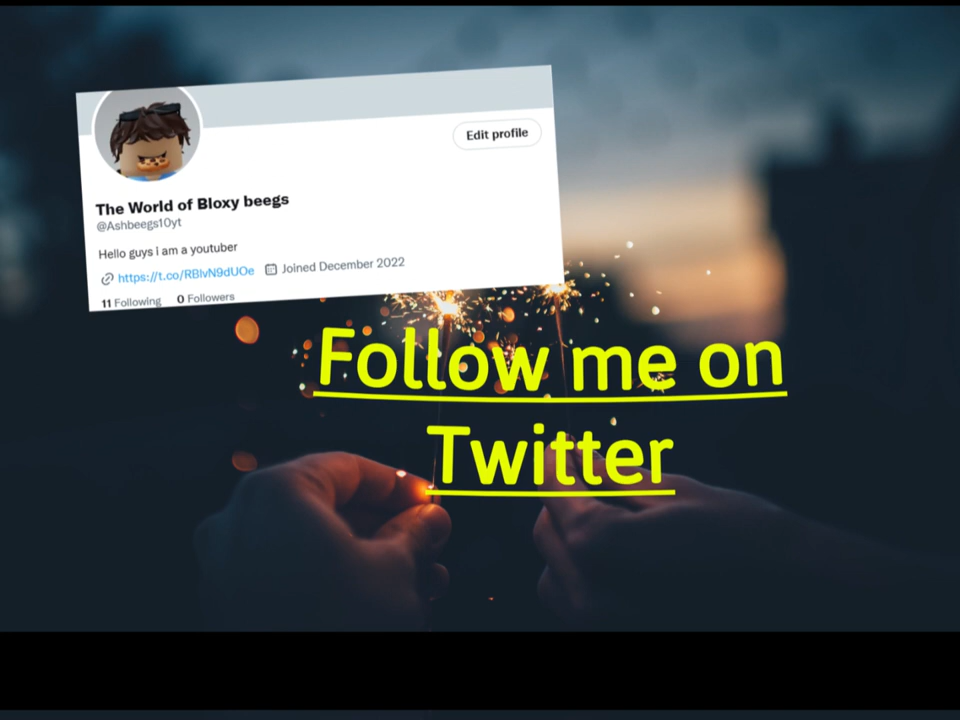 Edit profile
The World of Bloxy beegs
@Ashbeegs10yt
Hello guys i am a youtuber
https://t.co/RBlvN9dUOe Joined December 2022
11 Following 0 Followers
Follow me on
Twitter